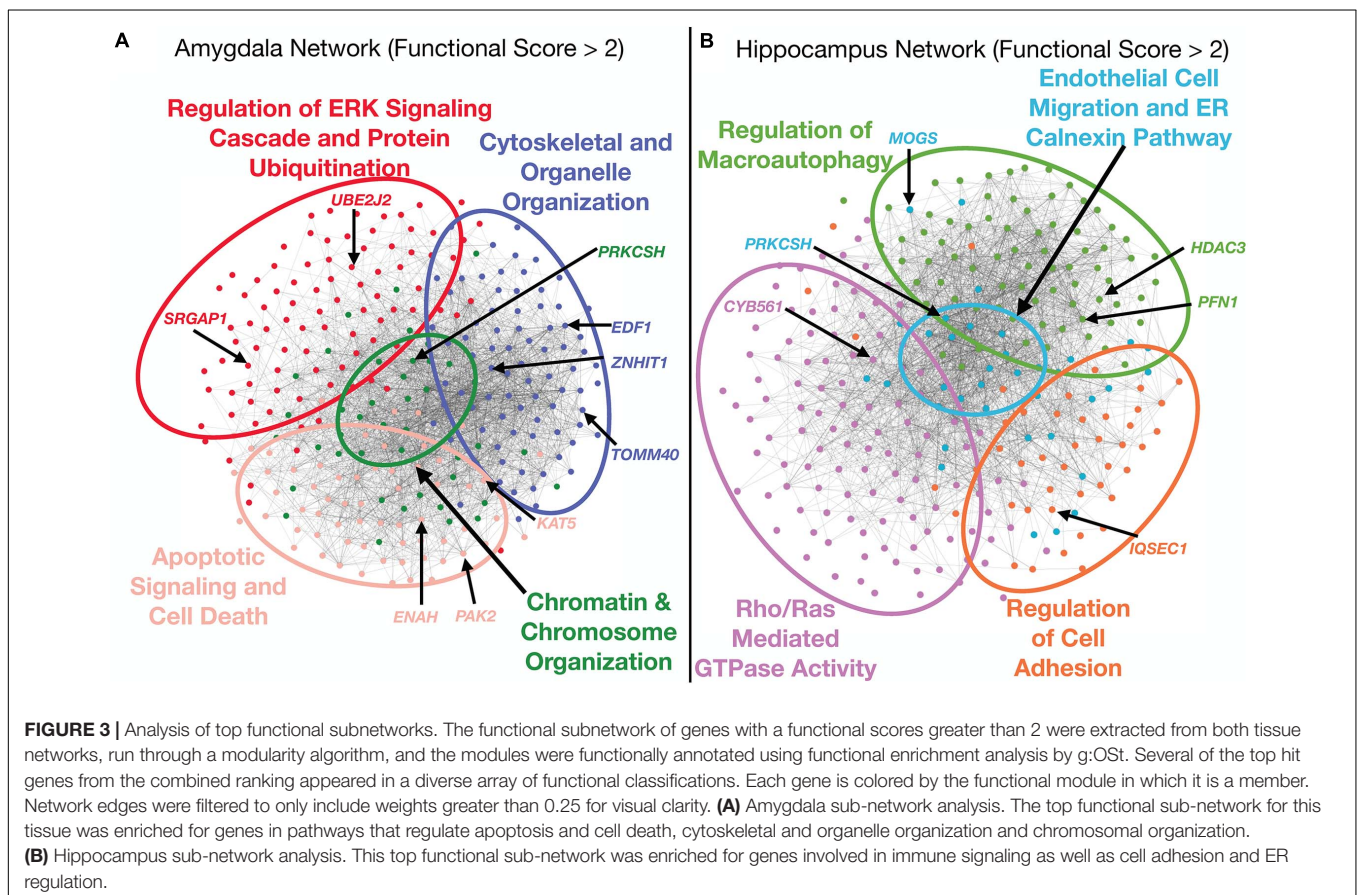 A
Amygdala Network (Functional Score > 2)
Regulation of ERK Signaling
Cascade and Protein
Ubiquitination
Cytoskeletal and
Organelle
Organization
UBE2J2
PRKCSH
SRGAP1
EDF1
ZNHIT1
TOMM40
KAT5
Apoptotic
Signaling and
Cell Death
ENAH
PAK2
Chromatin &
Chromosome
Organization
B
Hippocampus Network (Functional Score > 2)
Endothelial Cell
Migration and ER
Calnexin Pathway
Regulation of
Macroautophagy
MOGS
PRKCSH
HDAC3
CYB561
PFN1
IQSEC1
Rho/Ras
Mediated
GTPase Activity
Regulation
of Cell
Adhesion
FIGURE 3 | Analysis of top functional subnetworks. The functional subnetwork of genes with a functional scores greater than 2 were extracted from both tissue
networks, run through a modularity algorithm, and the modules were functionally annotated using functional enrichment analysis by g:OSt. Several of the top hit
genes from the combined ranking appeared in a diverse array of functional classifications. Each gene is colored by the functional module in which it is a member.
Network edges were filtered to only include weights greater than 0.25 for visual clarity. (A) Amygdala sub-network analysis. The top functional sub-network for this
tissue was enriched for genes in pathways that regulate apoptosis and cell death, cytoskeletal and organelle organization and chromosomal organization.
(B) Hippocampus sub-network analysis. This top functional sub-network was enriched for genes involved in immune signaling as well as cell adhesion and ER
regulation.